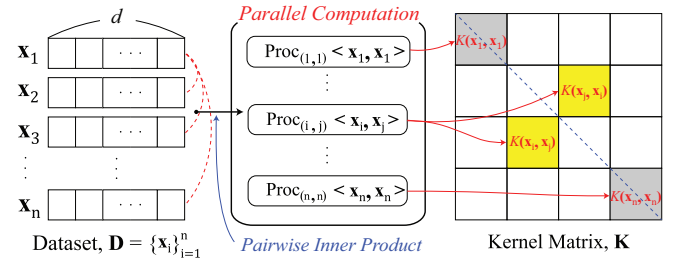 d
x1
x2
x3
xn
· · ·
· · ·
· · ·
· · ·
Dataset, D = {xi}ⁿi=1
Parallel Computation
Proc(1,1) < x1, x1 >
Proc(i, j) < xi, xj >
Proc(n, n) < xn, xn >
Pairwise Inner Product
K(x1, x1)
K(xj, xi)
K(xi, xj)
K(xn, xn)
Kernel Matrix, K